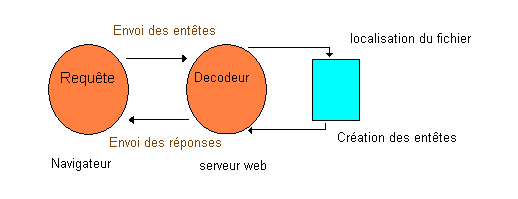 Envoi des entêtes
localisation du fichier
Requête
Decodeur
Création des entêtes
Envoi des réponses
Navigateur
serveur web